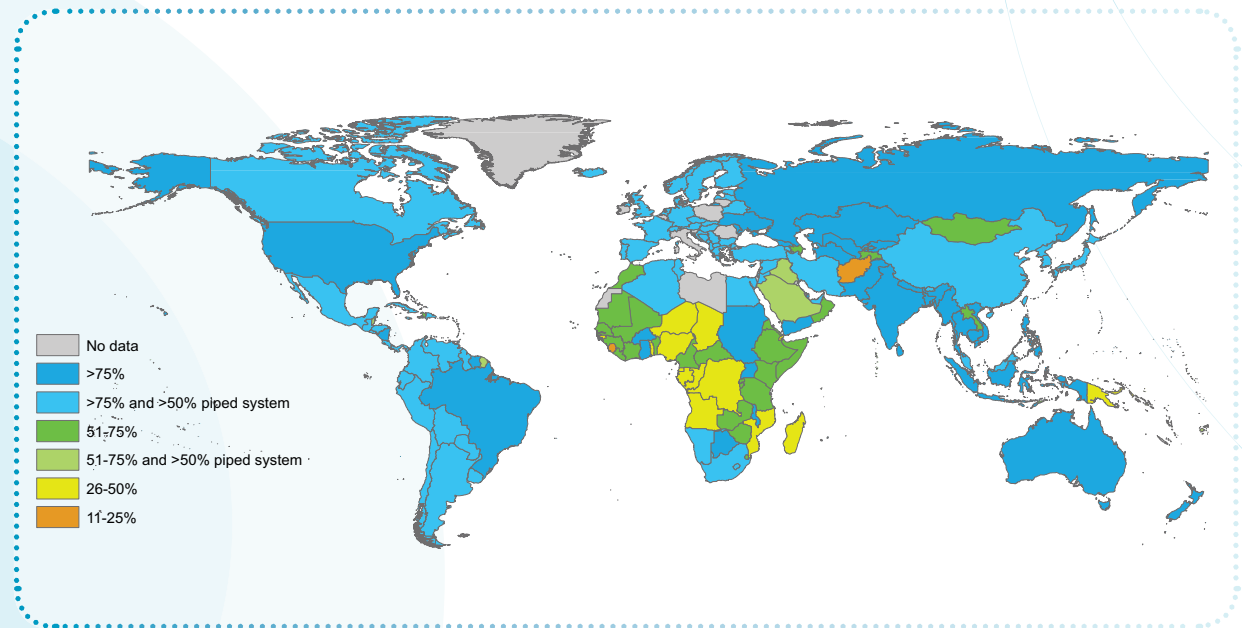 No data
>75%
>75% and >50% piped system
51-75%
51-75% and >50% piped system
26-50%
11-25%